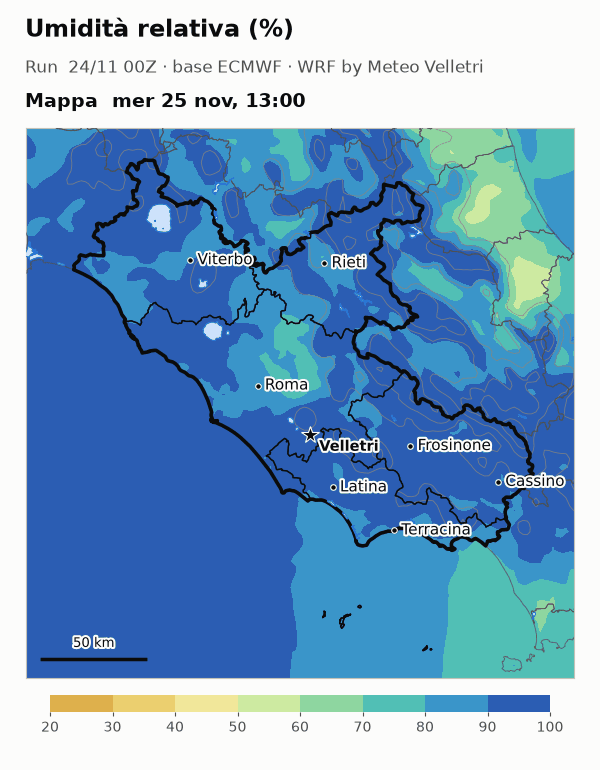 Umidità relativa (%)
Run  24/11 00Z · base ECMWF · WRF by Meteo Velletri
Mappa  mer 25 nov, 13:00
Viterbo
Rieti
Roma
Velletri
Frosinone
Cassino
Latina
Terracina
50 km
20 30 40 50 60 70 80 90 100